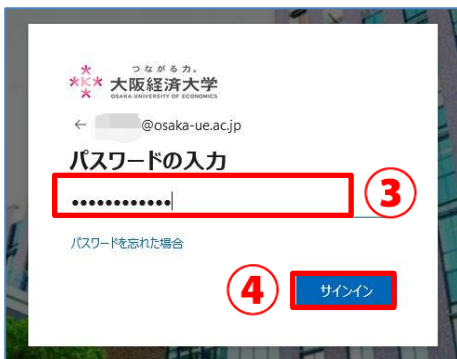 つながる力。
大阪経済大学
OSAKA UNIVERSITY OF ECONOMICS
← @osaka-ue.ac.jp
パスワードの入力
••••••••••••
③
パスワードを忘れた場合
④ サインイン